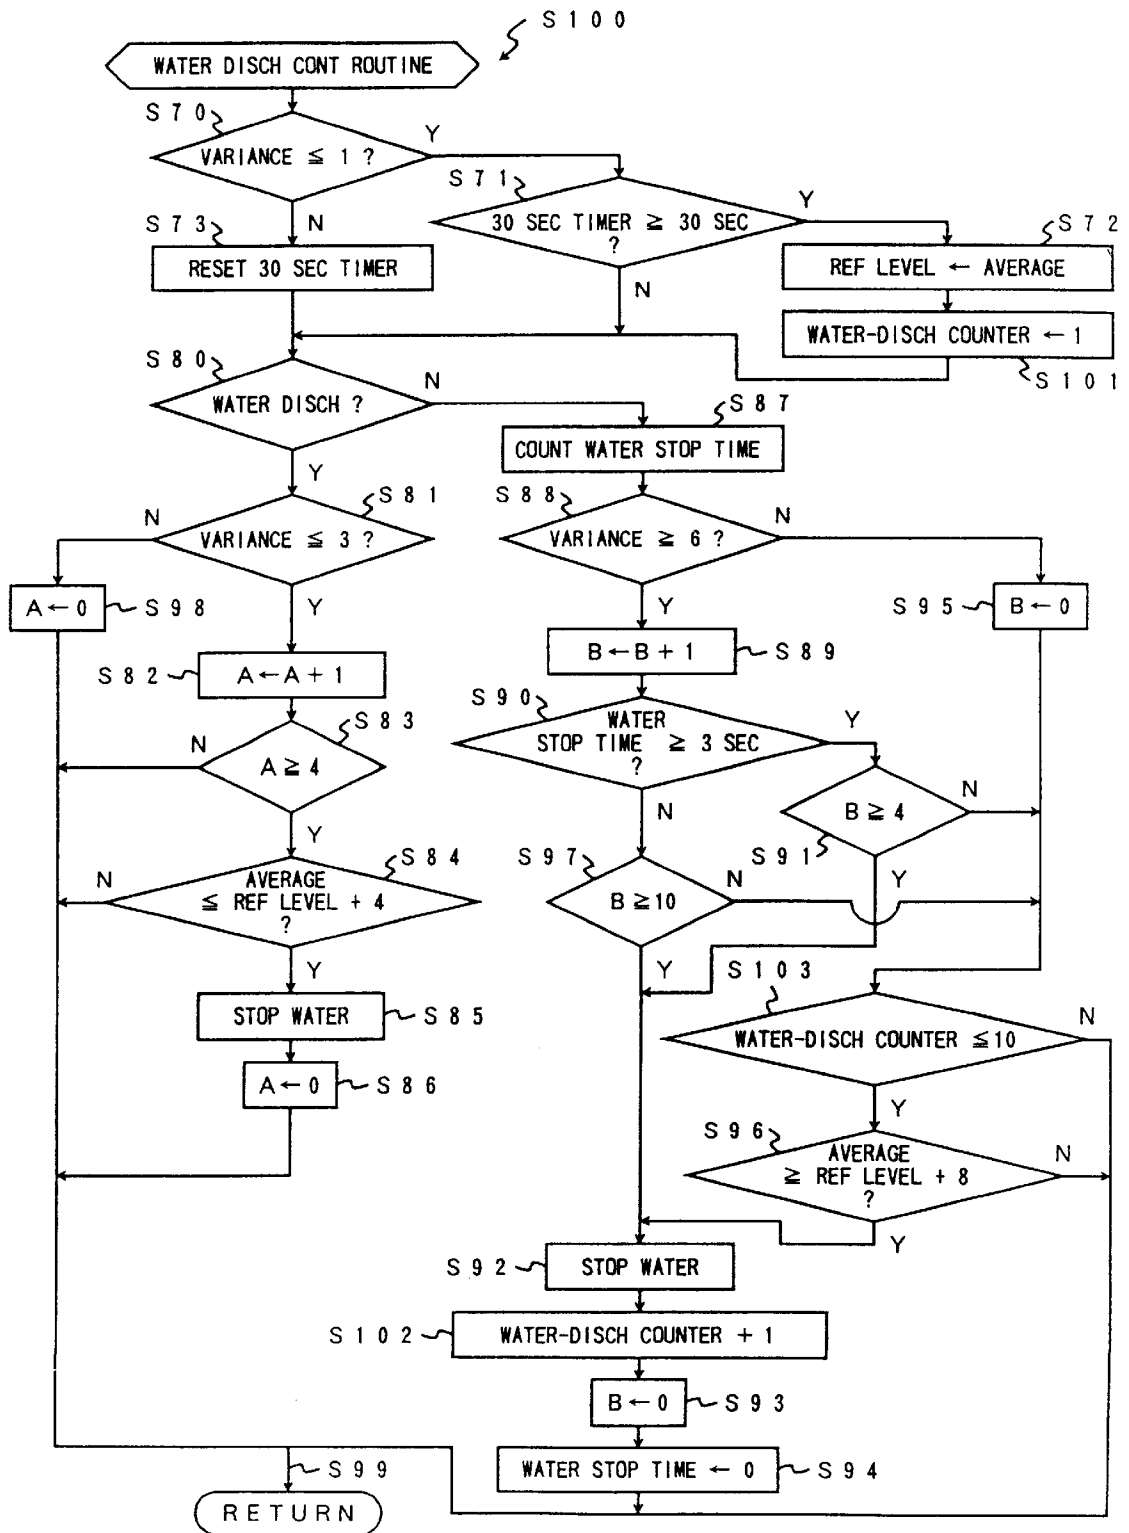 S100
WATER DISCH CONT ROUTINE
S70
VARIANCE ≦ 1 ?
Y
N
S71
30 SEC TIMER ≧ 30 SEC
?
Y
N
S72
REF LEVEL ← AVERAGE
WATER-DISCH COUNTER ← 1
S101
S73
RESET 30 SEC TIMER
S80
WATER DISCH ?
N
Y
S87
COUNT WATER STOP TIME
S81
VARIANCE ≦ 3 ?
N
Y
S88
VARIANCE ≧ 6 ?
N
Y
A ← 0
S98
S95
B ← 0
S82
A ← A + 1
B ← B + 1
S89
S83
A ≧ 4
N
Y
S90
WATER
STOP TIME ≧ 3 SEC
?
Y
N
B ≧ 4
N
S91
Y
S84
AVERAGE
≦ REF LEVEL + 4
?
N
Y
S97
B ≧ 10
N
Y
S103
WATER-DISCH COUNTER ≦ 10
N
Y
STOP WATER
S85
A ← 0
S86
S96
AVERAGE
≧ REF LEVEL + 8
?
N
Y
S92
STOP WATER
S102
WATER-DISCH COUNTER + 1
B ← 0
S93
WATER STOP TIME ← 0
S94
S99
RETURN